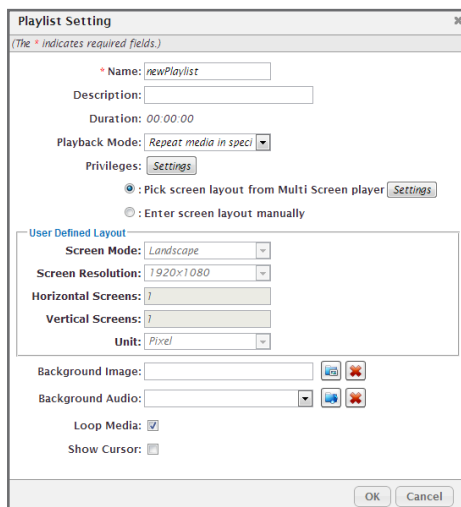 Playlist Setting
(The * indicates required fields.)
* Name: newPlaylist
Description:
Duration: 00:00:00
Playback Mode: Repeat media in speci
Privileges: Settings
: Pick screen layout from Multi Screen player Settings
: Enter screen layout manually
User Defined Layout
Screen Mode: Landscape
Screen Resolution: 1920x1080
Horizontal Screens: 1
Vertical Screens: 1
Unit: Pixel
Background Image:
Background Audio:
Loop Media:
Show Cursor:
OK Cancel